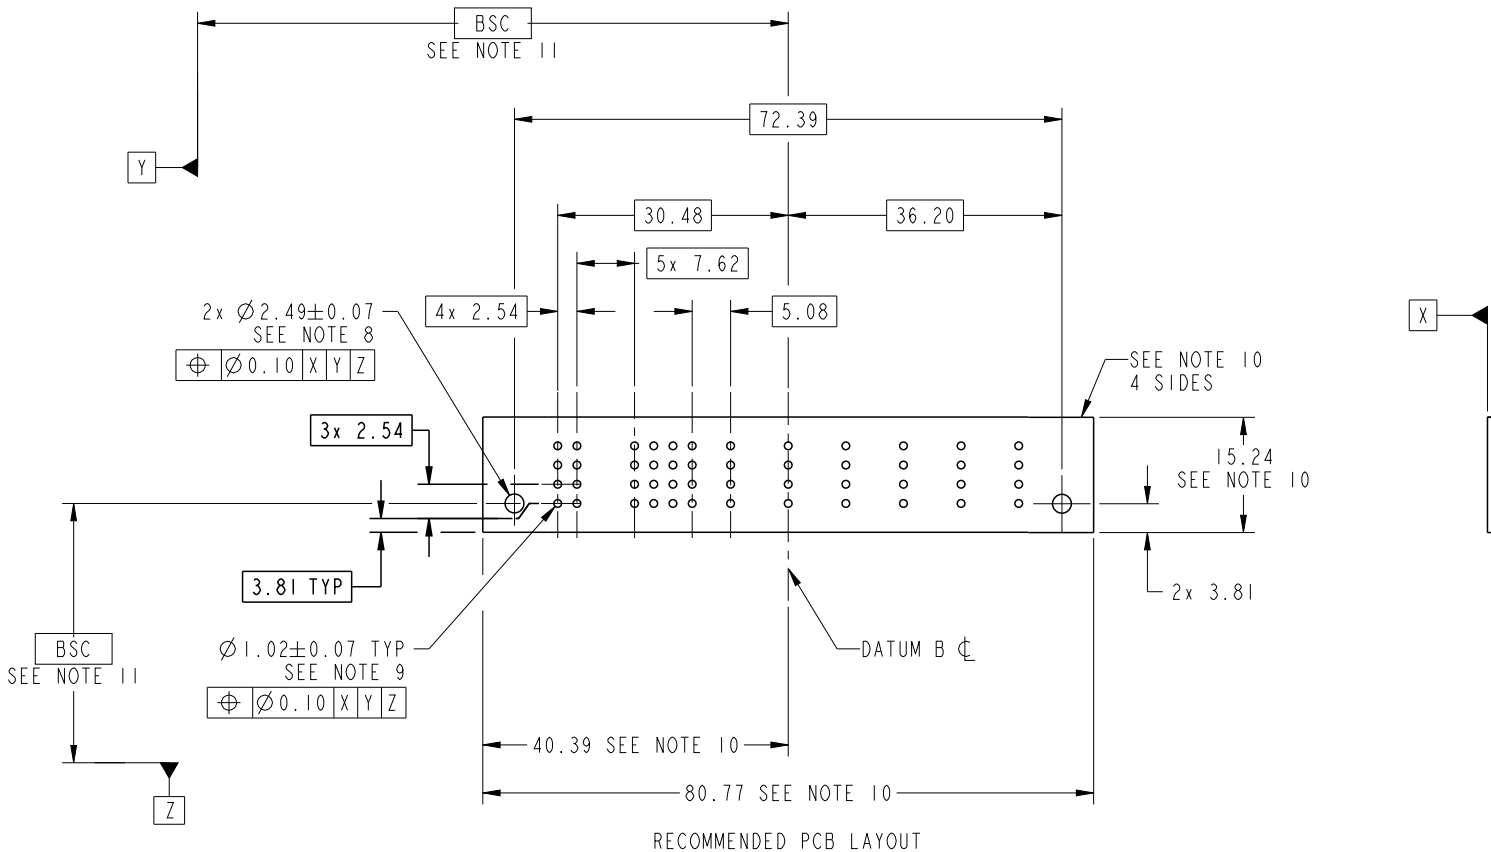 BSC
SEE NOTE 11
72.39
Y
30.48
36.20
5x 7.62
2x Ø2.49±0.07
SEE NOTE 8
⌖ Ø0.10 X Y Z
4x 2.54
5.08
X
SEE NOTE 10
4 SIDES
3x 2.54
15.24
SEE NOTE 10
3.81 TYP
2x 3.81
BSC
SEE NOTE 11
Ø1.02±0.07 TYP
SEE NOTE 9
⌖ Ø0.10 X Y Z
DATUM B ℄
40.39 SEE NOTE 10
80.77 SEE NOTE 10
Z
RECOMMENDED PCB LAYOUT